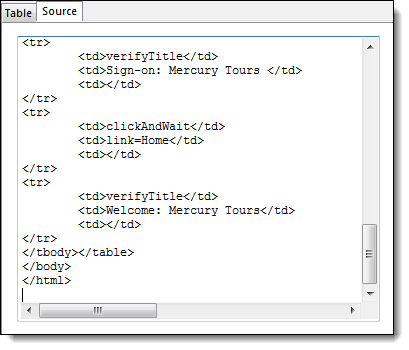 Table Source
<tr>
<td>verifyTitle</td>
<td>Sign-on: Mercury Tours </td>
<td></td>
</tr>
<tr>
<td>clickAndWait</td>
<td>link=Home</td>
<td></td>
</tr>
<tr>
<td>verifyTitle</td>
<td>Welcome: Mercury Tours</td>
<td></td>
</tr>
</tbody></table>
</body>
</html>